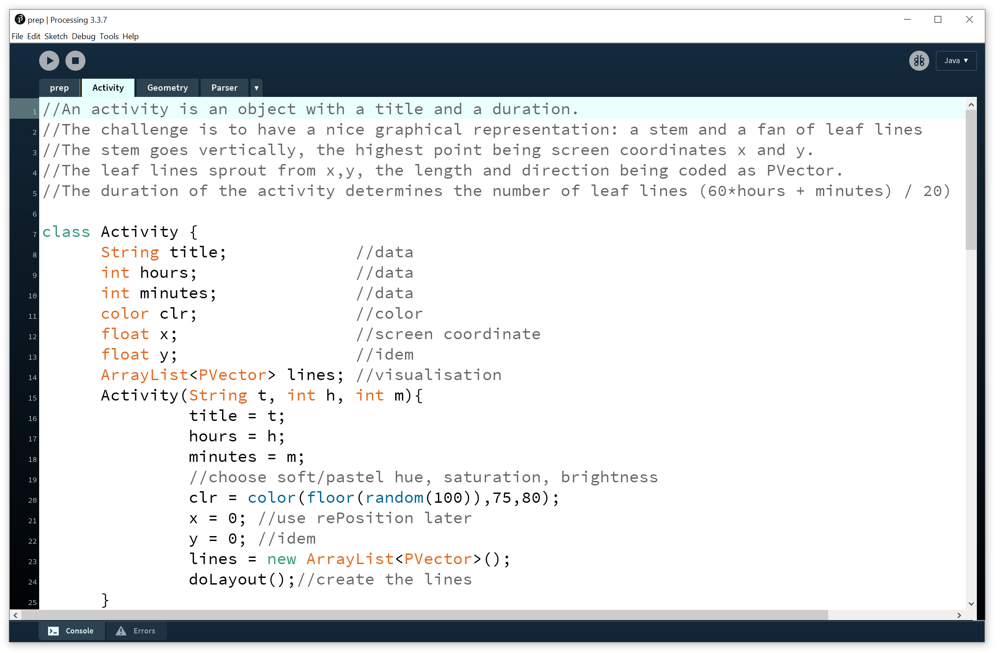 prep | Processing 3.3.7
File Edit Sketch Debug Tools Help
Java ▼
prep Activity Geometry Parser ▼
1 //An activity is an object with a title and a duration.
2 //The challenge is to have a nice graphical representation: a stem and a fan of leaf lines
3 //The stem goes vertically, the highest point being screen coordinates x and y.
4 //The leaf lines sprout from x,y, the length and direction being coded as PVector.
5 //The duration of the activity determines the number of leaf lines (60*hours + minutes) / 20)
6
7 class Activity {
8       String title;             //data
9       int hours;                //data
10       int minutes;              //data
11       color clr;                //color
12       float x;                  //screen coordinate
13       float y;                  //idem
14       ArrayList<PVector> lines; //visualisation
15       Activity(String t, int h, int m){
16                title = t;
17                hours = h;
18                minutes = m;
19                //choose soft/pastel hue, saturation, brightness
20                clr = color(floor(random(100)),75,80);
21                x = 0; //use rePosition later
22                y = 0; //idem
23                lines = new ArrayList<PVector>();
24                doLayout();//create the lines
25       }
Console Errors